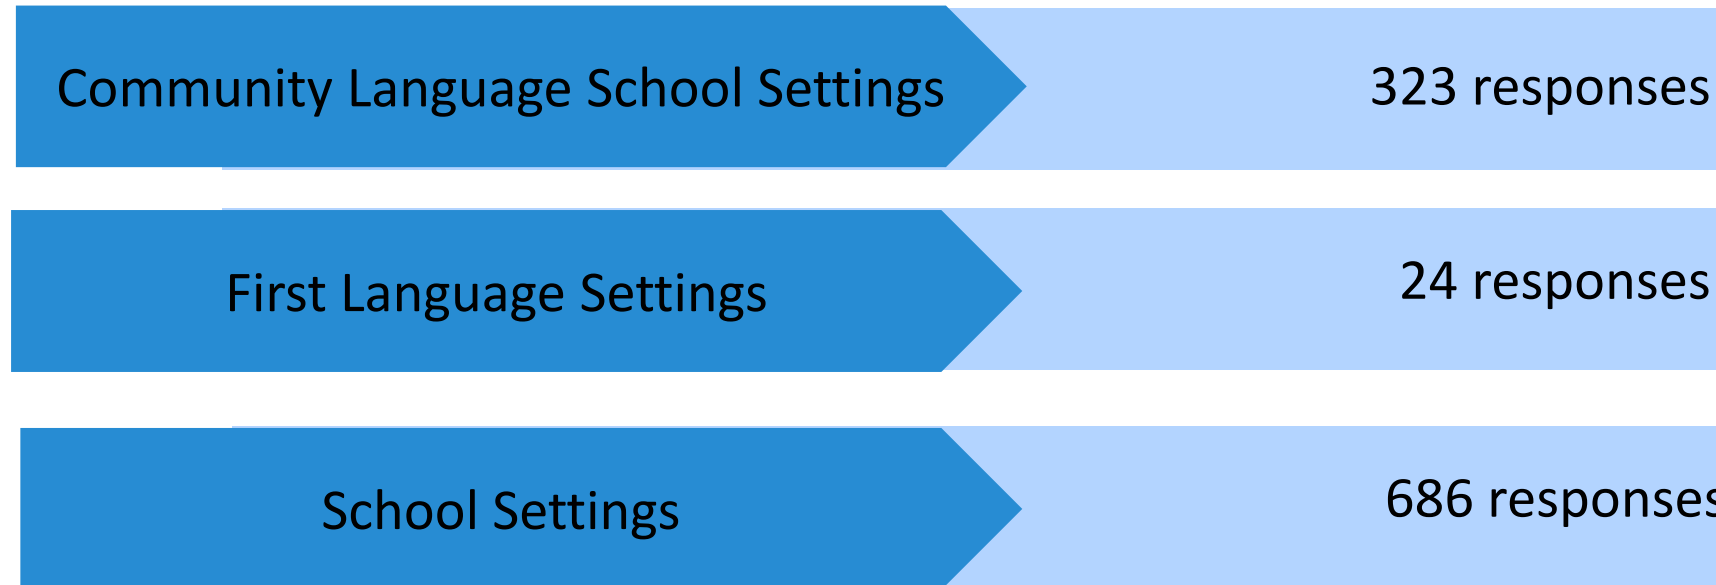 Community Language School Settings
323 responses
First Language Settings
24 responses
School Settings
686 responses